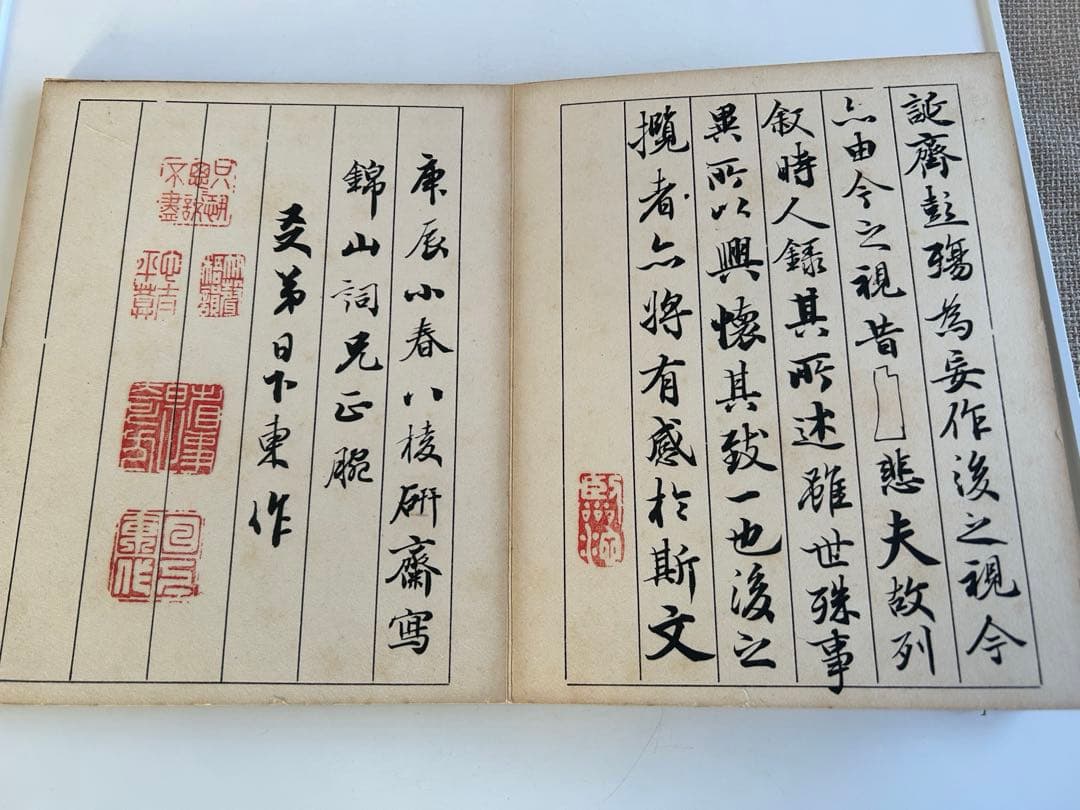 誕齊彭殤為妄作後之視今
亦由今之視昔悲夫故列
叙時人錄其所述雖世殊事
異所以興懷其致一也後之
攬者亦將有感於斯文
庚辰小春八棱研齋寫
錦山詞兄正腕
友弟日下東作